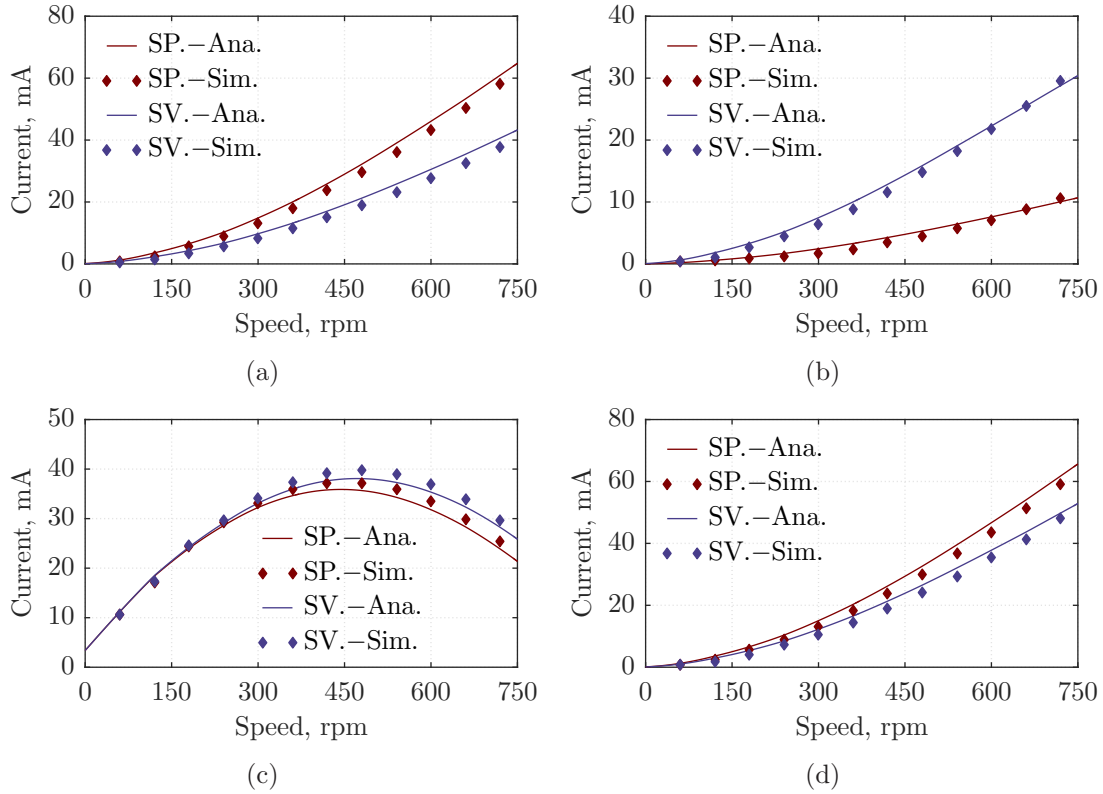 80
60
40
20
0
Current, mA
SP.−Ana.
SP.−Sim.
SV.−Ana.
SV.−Sim.
0 150 300 450 600 750
Speed, rpm
(a)
40
30
20
10
0
Current, mA
SP.−Ana.
SP.−Sim.
SV.−Ana.
SV.−Sim.
0 150 300 450 600 750
Speed, rpm
(b)
50
40
30
20
10
0
Current, mA
SP.−Ana.
SP.−Sim.
SV.−Ana.
SV.−Sim.
0 150 300 450 600 750
Speed, rpm
(c)
80
60
40
20
0
Current, mA
SP.−Ana.
SP.−Sim.
SV.−Ana.
SV.−Sim.
0 150 300 450 600 750
Speed, rpm
(d)